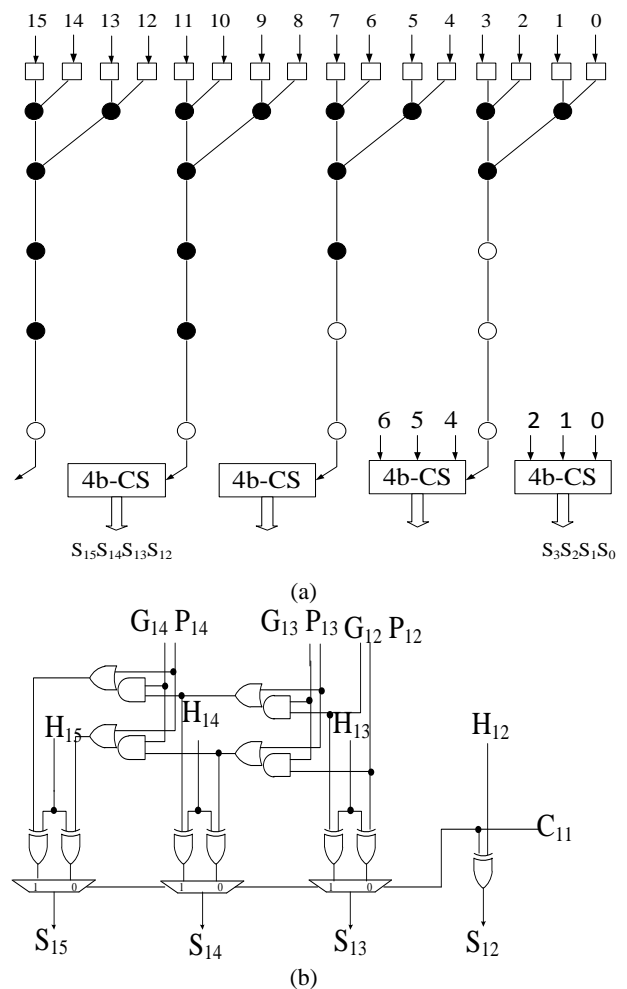 15 14 13 12 11 10 9 8 7 6 5 4 3 2 1 0
6 5 4 2 1 0
4b-CS 4b-CS 4b-CS 4b-CS
S₁₅S₁₄S₁₃S₁₂ S₃S₂S₁S₀
(a)
G₁₄ P₁₄ G₁₃ P₁₃ G₁₂ P₁₂
H₁₅ H₁₄ H₁₃ H₁₂
C₁₁
1 0 1 0 1 0
S₁₅ S₁₄ S₁₃ S₁₂
(b)